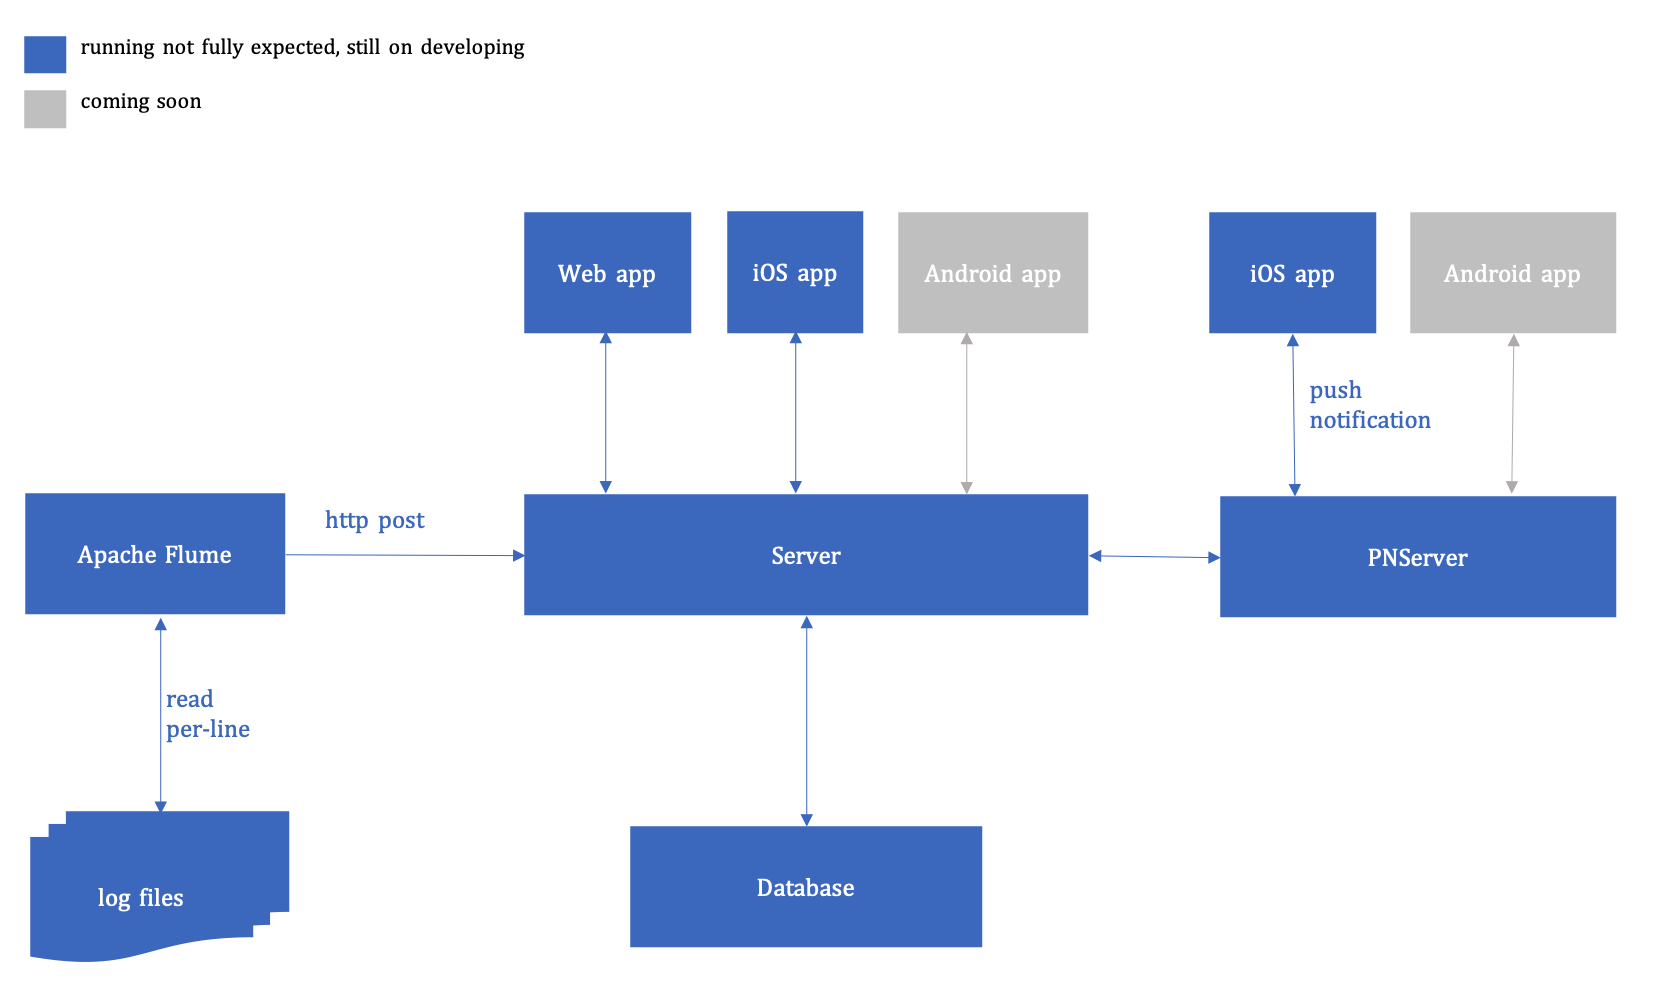 running not fully expected, still on developing
coming soon
Web app
iOS app
Android app
iOS app
Android app
push
notification
Apache Flume
http post
Server
PNServer
read
per-line
log files
Database